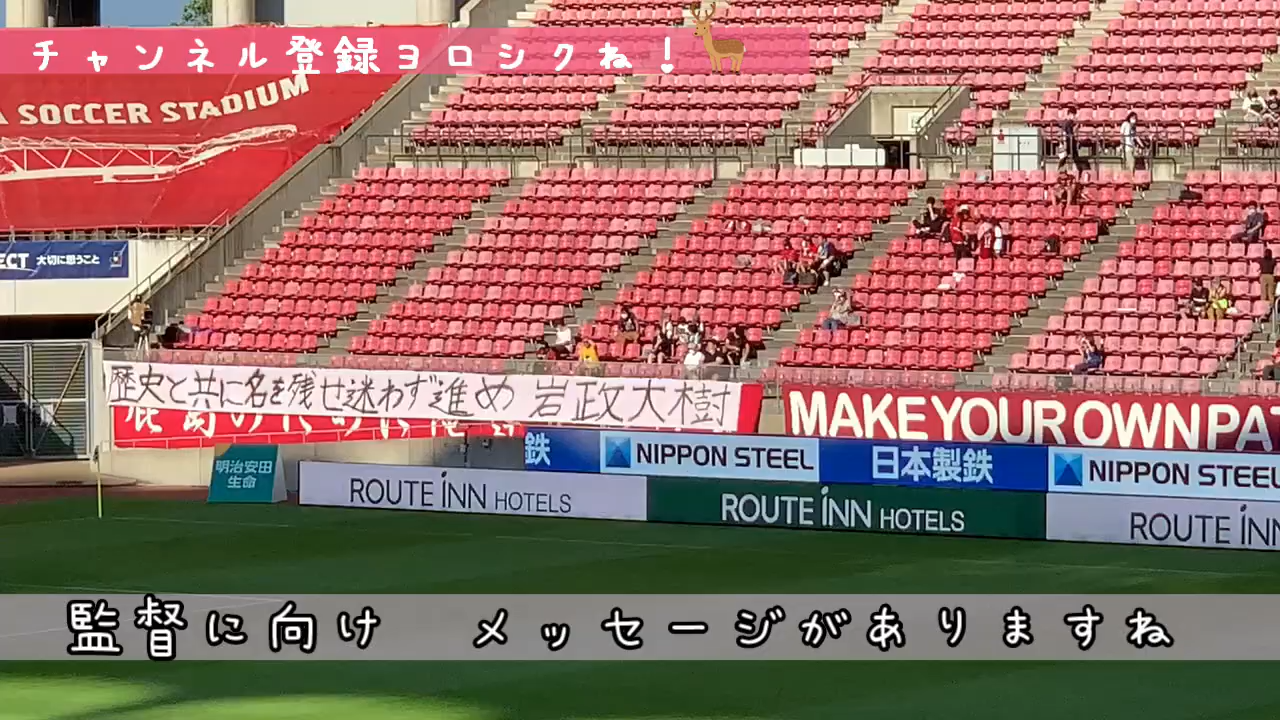 チャンネル登録ヨロシクね!
SOCCER STADIUM
ECT 大切に思うこと
歴史と共に名を残せ迷わず進め 岩政大樹
MAKE YOUR OWN PA
鉄 NIPPON STEEL 日本製鉄 NIPPON STEEL
明治安田
生命
ROUTE INN HOTELS ROUTE INN HOTELS ROUTE INN
監督に向け メッセージがありますね